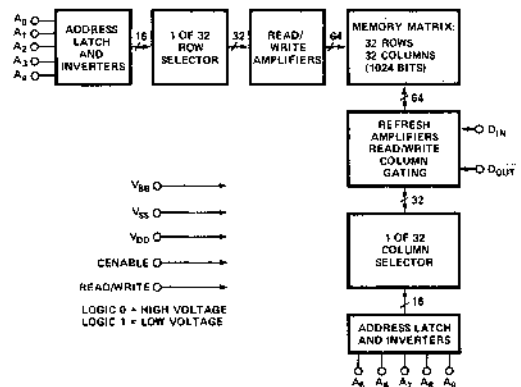 A0
A1
A2
A3
A4
ADDRESS
LATCH
AND
INVERTERS
16
1 OF 32
ROW
SELECTOR
32
READ/
WRITE
AMPLIFIERS
64
MEMORY MATRIX:
32 ROWS
32 COLUMNS
(1024 BITS)
64
REFRESH
AMPLIFIERS
READ/WRITE
COLUMN
GATING
DIN
DOUT
32
1 OF 32
COLUMN
SELECTOR
16
ADDRESS LATCH
AND INVERTERS
A5 A6 A7 A8 A9
VBB
VSS
VDD
CENABLE
READ/WRITE
LOGIC 0 = HIGH VOLTAGE
LOGIC 1 = LOW VOLTAGE